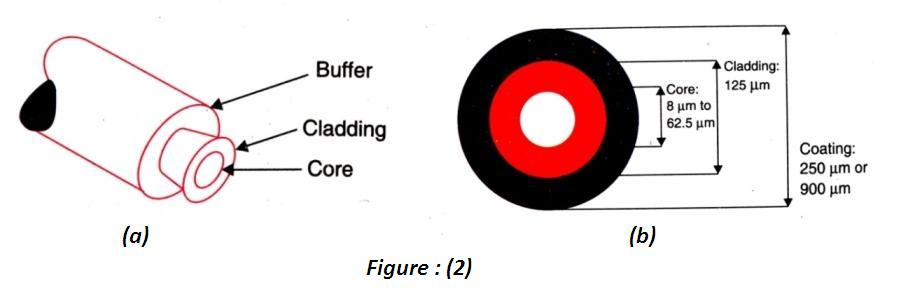 Buffer
Cladding
Core
(a)
Core:
8 µm to
62.5 µm
Cladding:
125 µm
Coating:
250 µm or
900 µm
(b)
Figure : (2)